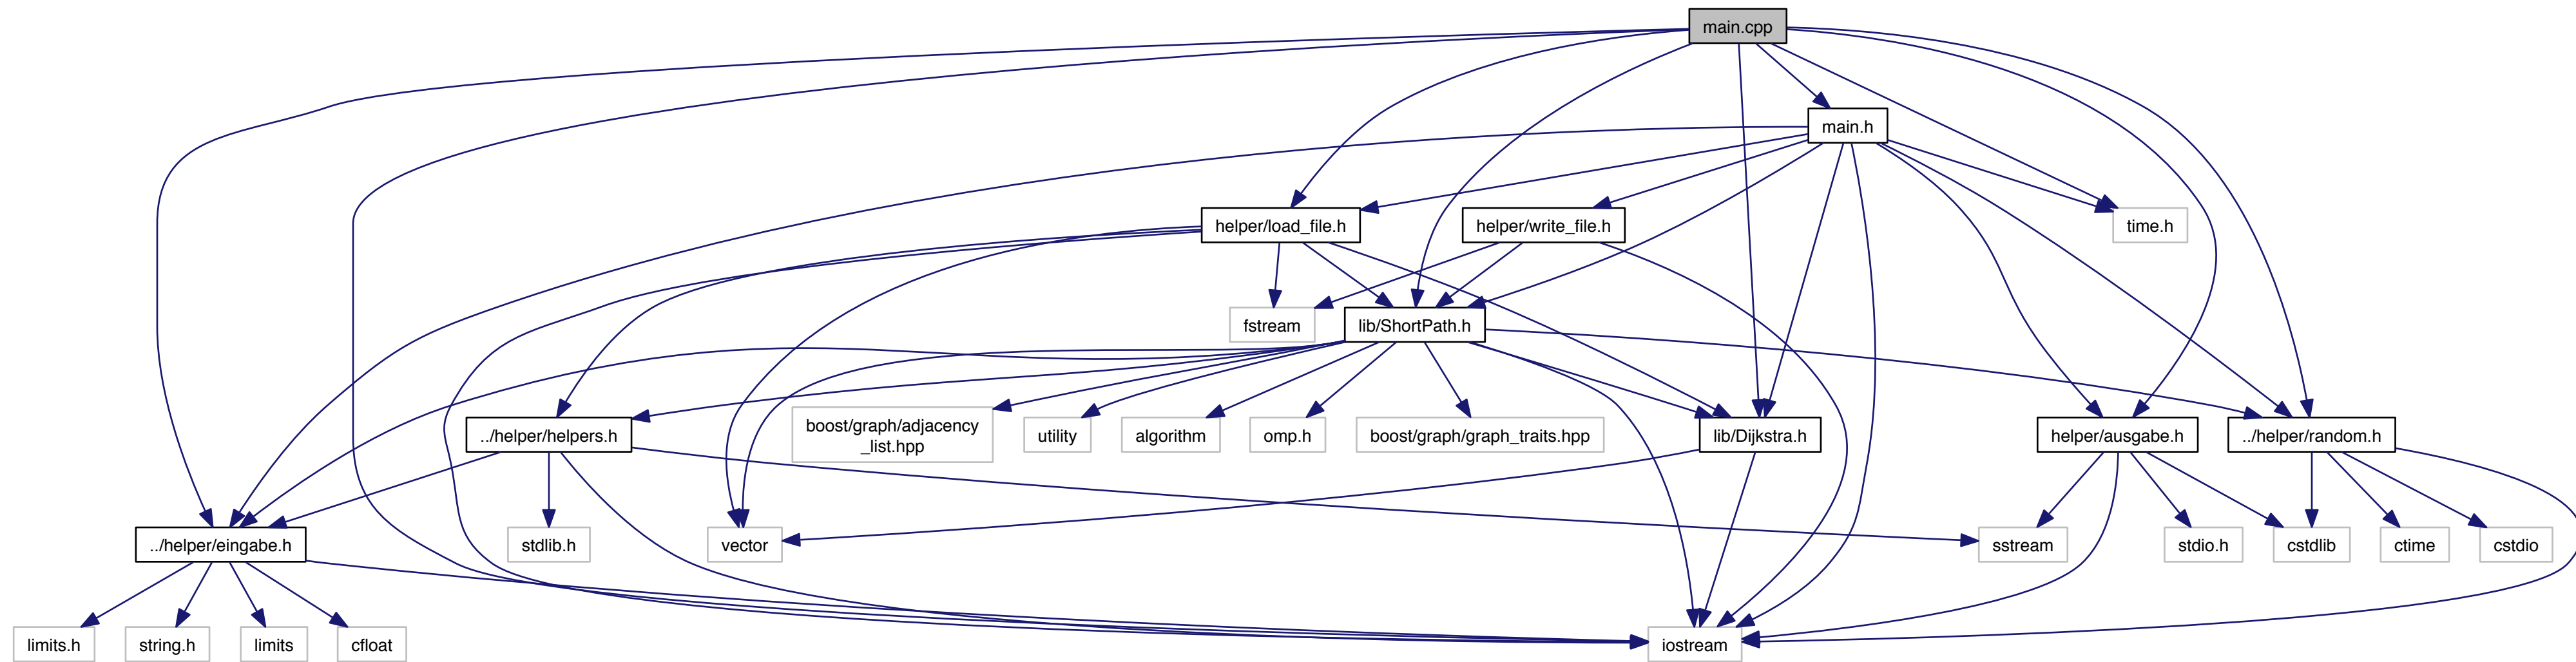 main.cpp
main.h
helper/load_file.h
helper/write_file.h
time.h
fstream
lib/ShortPath.h
../helper/helpers.h
boost/graph/adjacency
_list.hpp
utility
algorithm
omp.h
boost/graph/graph_traits.hpp
lib/Dijkstra.h
helper/ausgabe.h
../helper/random.h
../helper/eingabe.h
stdlib.h
vector
sstream
stdio.h
cstdlib
ctime
cstdio
limits.h
string.h
limits
cfloat
iostream